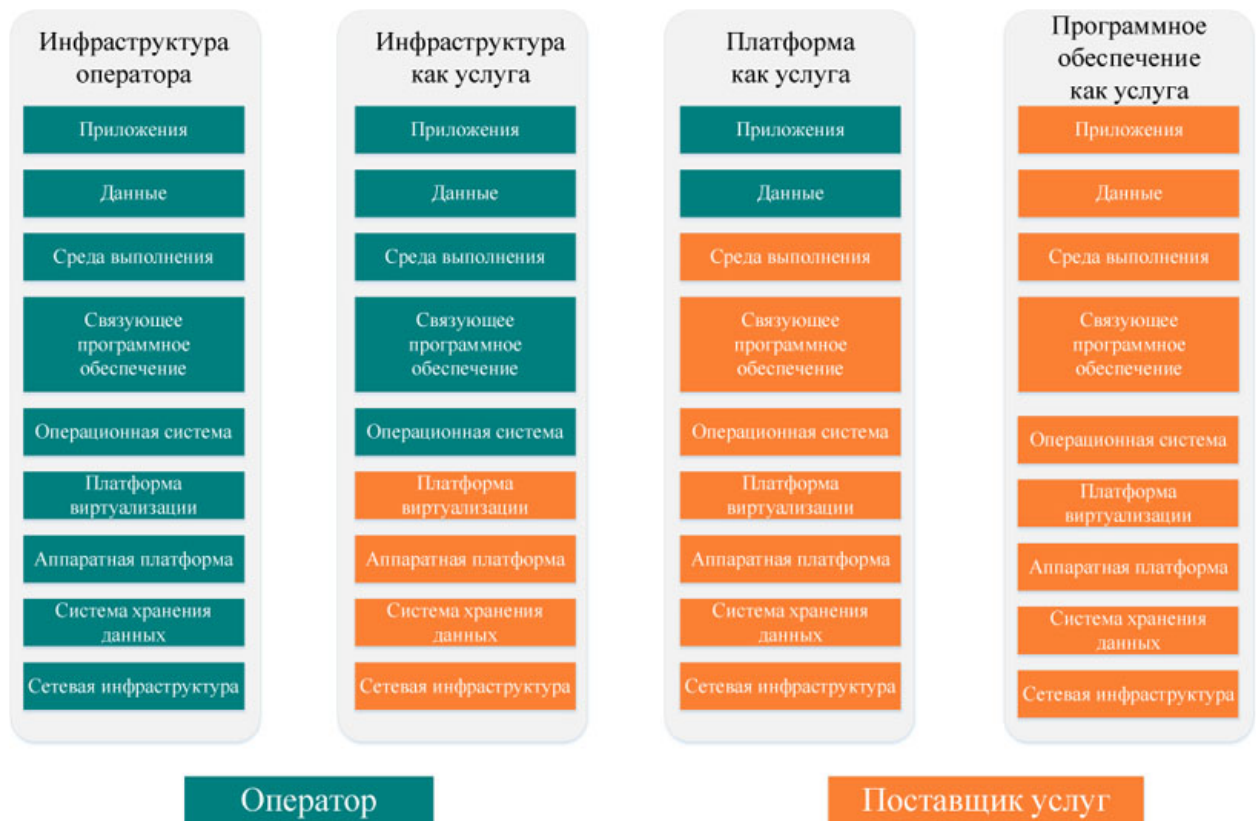 Инфраструктура
оператора
Приложения
Данные
Среда выполнения
Связующее
программное
обеспечение
Операционная система
Платформа
виртуализации
Аппаратная платформа
Система хранения
данных
Сетевая инфраструктура
Инфраструктура
как услуга
Приложения
Данные
Среда выполнения
Связующее
программное
обеспечение
Операционная система
Платформа
виртуализации
Аппаратная платформа
Система хранения
данных
Сетевая инфраструктура
Платформа
как услуга
Приложения
Данные
Среда выполнения
Связующее
программное
обеспечение
Операционная система
Платформа
виртуализации
Аппаратная платформа
Система хранения
данных
Сетевая инфраструктура
Программное
обеспечение
как услуга
Приложения
Данные
Среда выполнения
Связующее
программное
обеспечение
Операционная система
Платформа
виртуализации
Аппаратная платформа
Система хранения
данных
Сетевая инфраструктура
Оператор
Поставщик услуг